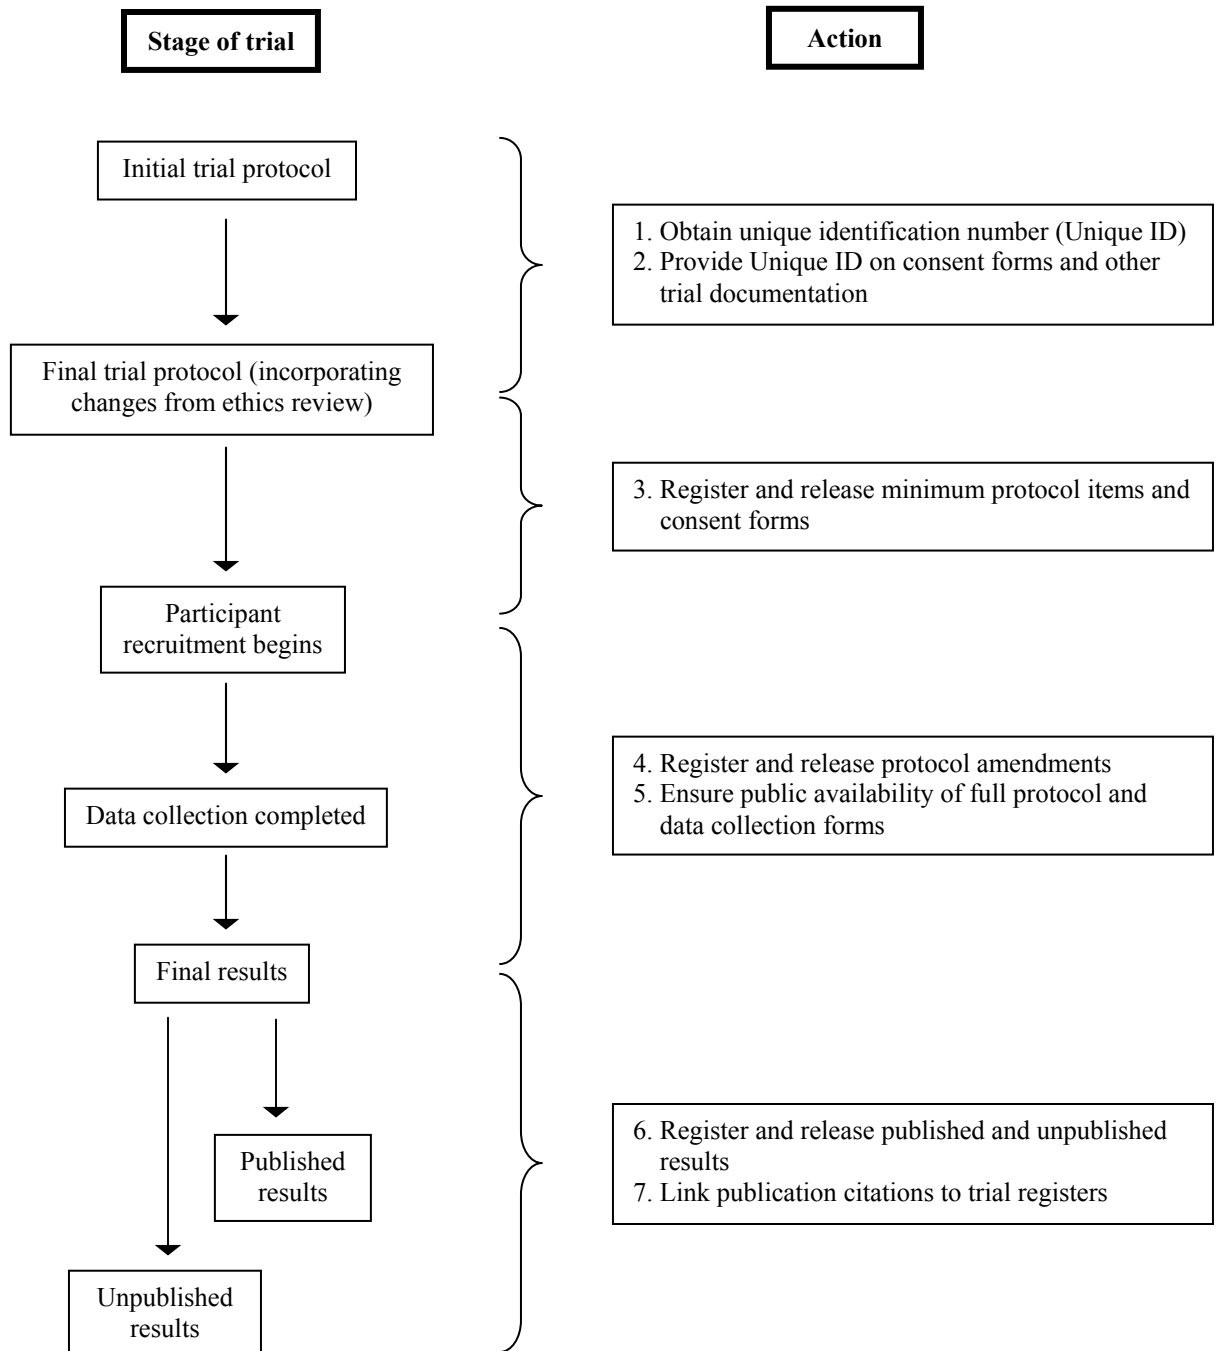 Stage of trial
Action
Initial trial protocol
1. Obtain unique identification number (Unique ID)
2. Provide Unique ID on consent forms and other
trial documentation
Final trial protocol (incorporating
changes from ethics review)
3. Register and release minimum protocol items and
consent forms
Participant
recruitment begins
4. Register and release protocol amendments
5. Ensure public availability of full protocol and
data collection forms
Data collection completed
Final results
6. Register and release published and unpublished
results
7. Link publication citations to trial registers
Published
results
Unpublished
results